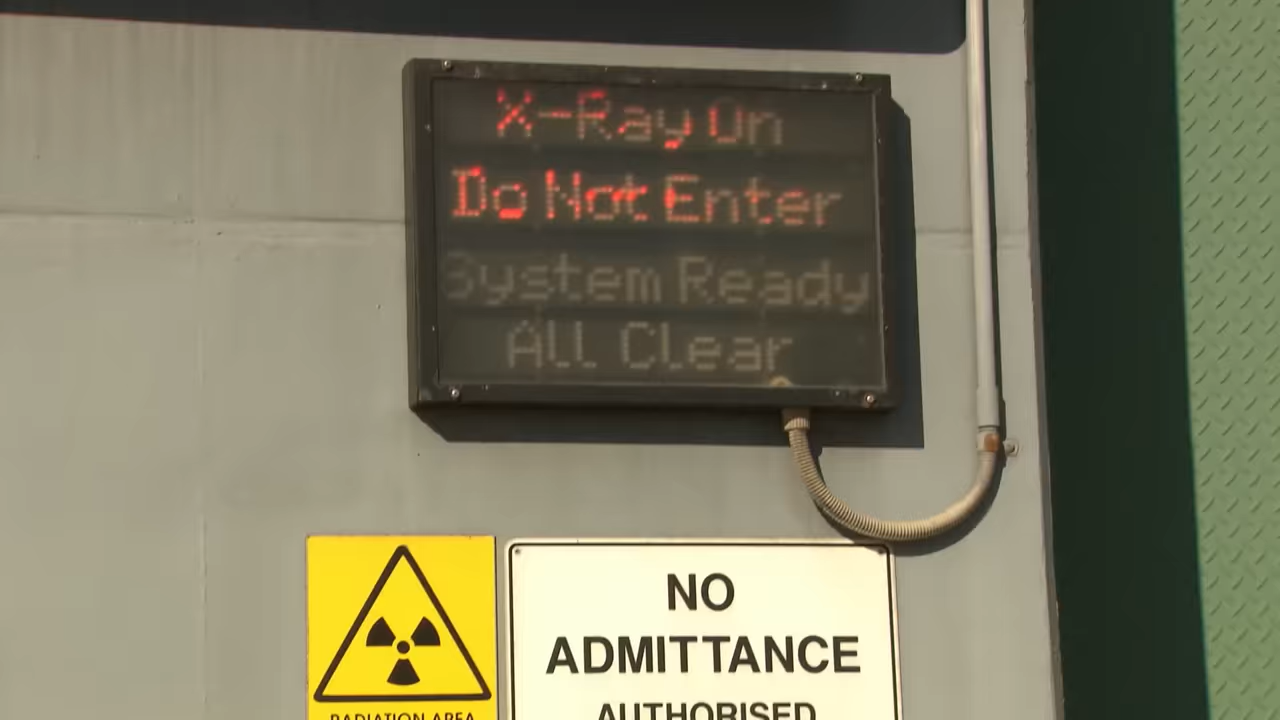 X-Ray On
Do Not Enter
System Ready
All Clear
RADIATION AREA
NO
ADMITTANCE
AUTHORISED